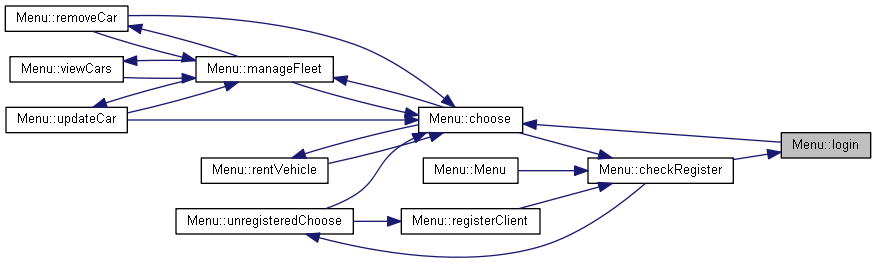 Menu::removeCar
Menu::viewCars
Menu::manageFleet
Menu::updateCar
Menu::choose
Menu::login
Menu::rentVehicle
Menu::Menu
Menu::checkRegister
Menu::unregisteredChoose
Menu::registerClient